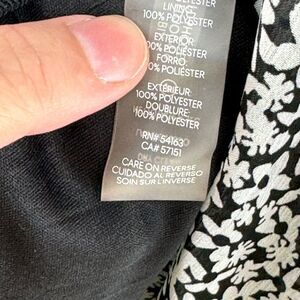 LINING
100% POLYESTER
EXTERIOR
100% POLIÉSTER
FORRO
100% POLIÉSTER
EXTÉRIEUR
100% POLYESTER
DOUBLURE
100% POLYESTER
RN# 54163
CA# 57151
CARE ON REVERSE
CUIDADO AL REVERSO
SOIN SUR L'INVERSE